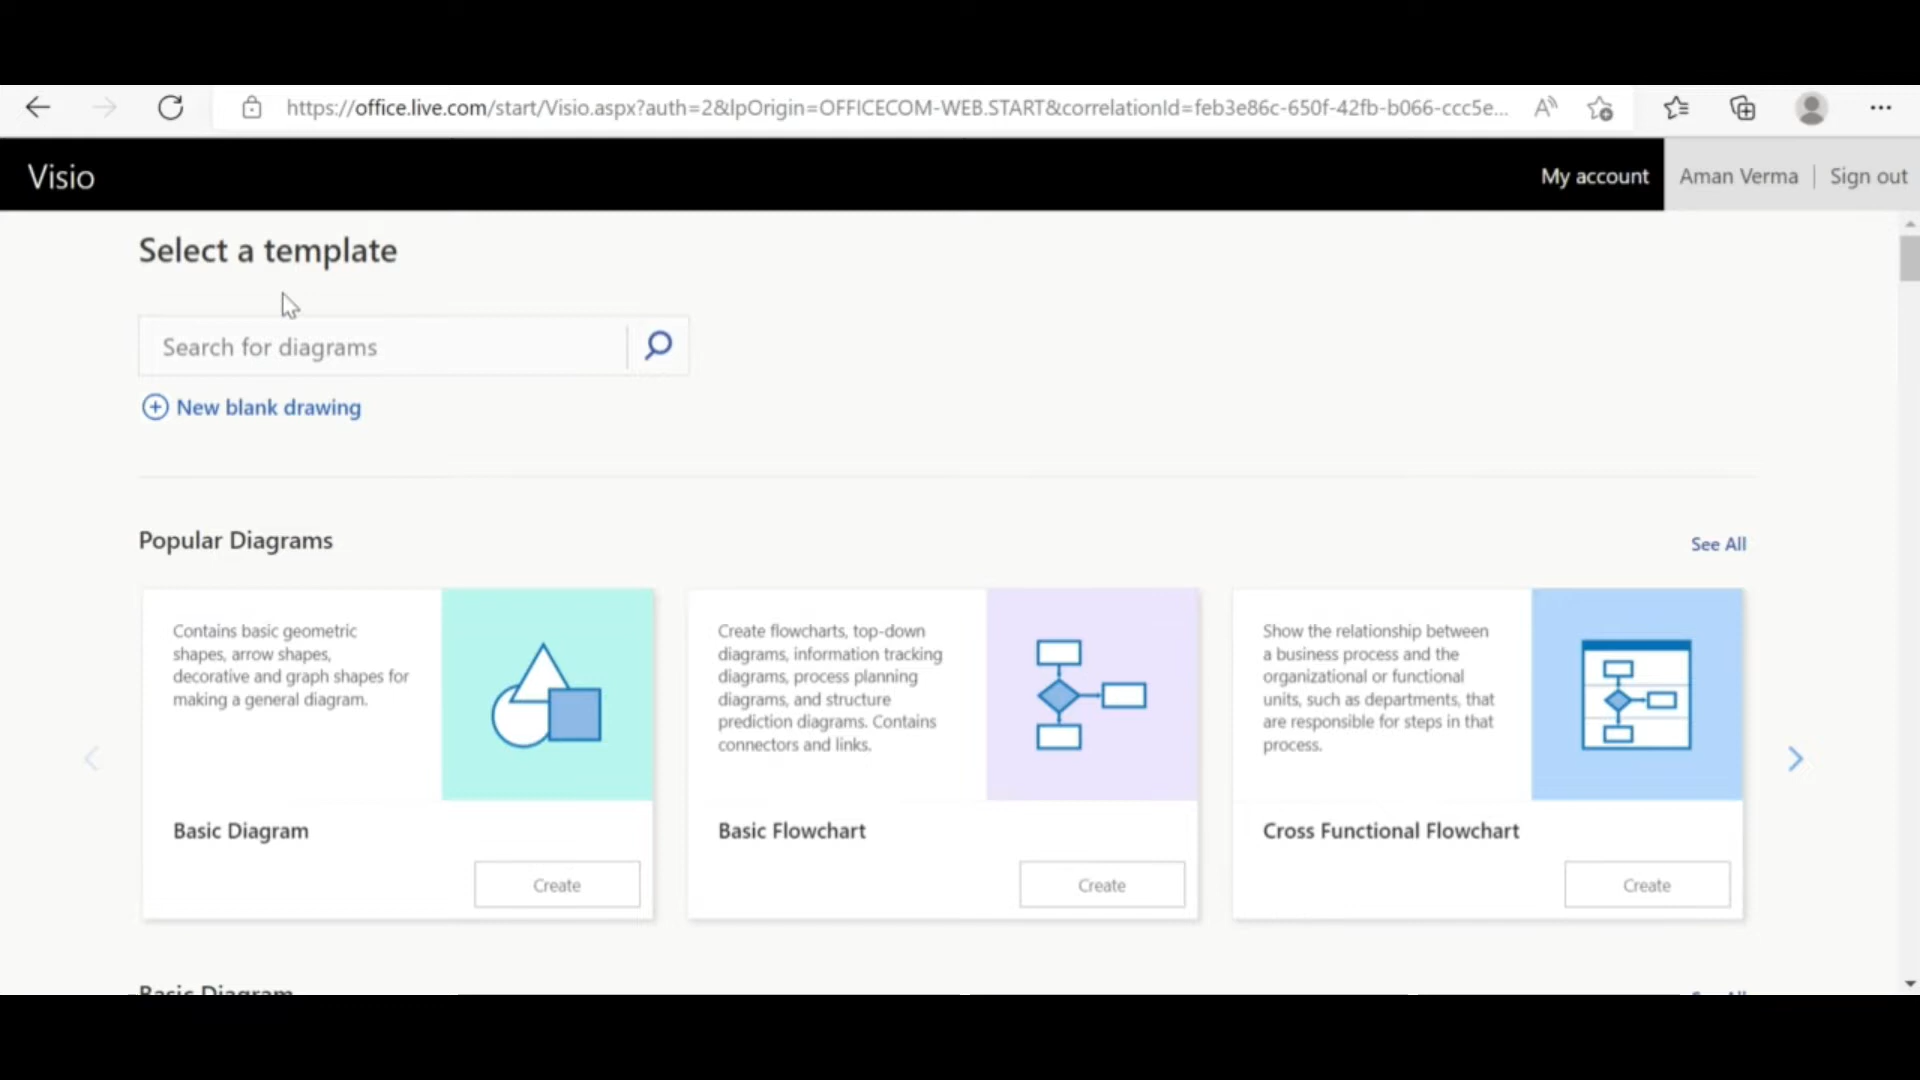 https://office.live.com/start/Visio.aspx?auth=2&lpOrigin=OFFICECOM-WEB.START&correlationId=feb3e86c-650f-42fb-b066-ccc5e...
Visio
My account
Aman Verma
Sign out
Select a template
Search for diagrams
New blank drawing
Popular Diagrams
See All
Contains basic geometric
shapes, arrow shapes,
decorative and graph shapes for
making a general diagram.
Basic Diagram
Create
Create flowcharts, top-down
diagrams, information tracking
diagrams, process planning
diagrams, and structure
prediction diagrams. Contains
connectors and links.
Basic Flowchart
Create
Show the relationship between
a business process and the
organizational or functional
units, such as departments, that
are responsible for steps in that
process.
Cross Functional Flowchart
Create
Basic Diagram
See All